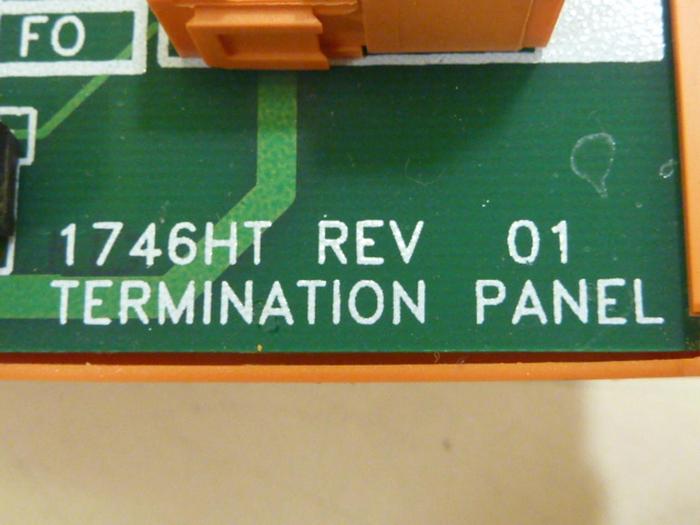 FO
1746HT REV 01
TERMINATION PANEL